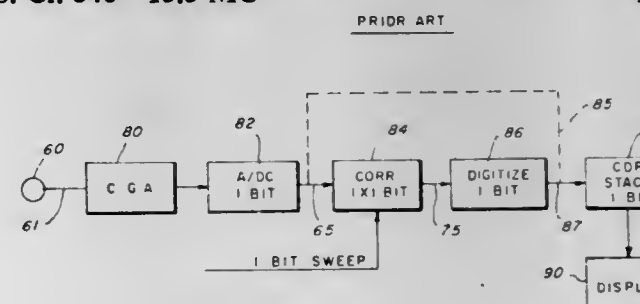 PRIOR ART
60
61
80
C G A
82
A/DC
1 BIT
65
84
CORR
1X1 BIT
75
86
DIGITIZE
1 BIT
85
87
CDP
1 BIT SWEEP
90